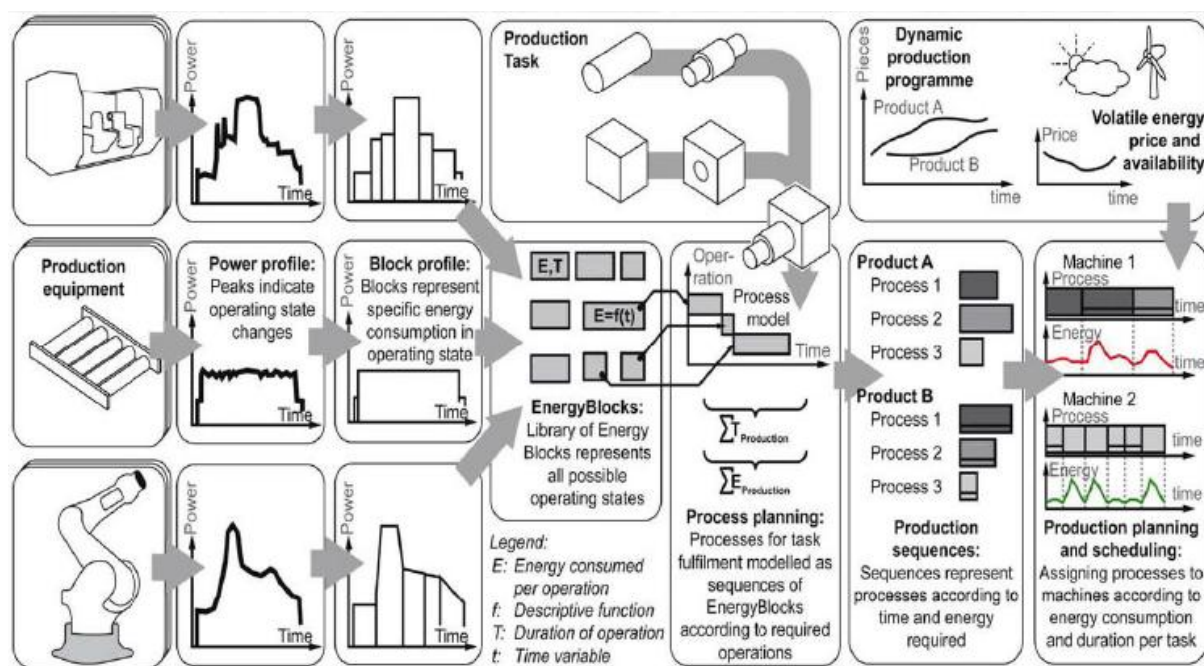 Power
Time
Power
Time
Production
Task
Dynamic
production
programme
Pieces
Product A
Product B
time
Volatile energy
price and
availability
Price
time
Production
equipment
Power profile:
Peaks indicate
operating state
changes
Power
Time
Block profile:
Blocks represent
specific energy
consumption in
operating state
Power
Time
E,T
E=f(t)
EnergyBlocks:
Library of Energy
Blocks represents
all possible
operating states
Oper-
ation
Process
model
Time
∑T Production
∑E Production
Process planning:
Processes for task
fulfilment modelled as
sequences of
EnergyBlocks
according to required
operations
Product A
Process 1
Process 2
Process 3
Product B
Process 1
Process 2
Process 3
Production
sequences:
Sequences represent
processes according to
time and energy
required
Machine 1
Process
time
Energy
time
Machine 2
Process
time
Energy
time
Production planning
and scheduling:
Assigning processes to
machines according to
energy consumption
and duration per task
Power
Time
Power
Time
Legend:
E: Energy consumed
per operation
f: Descriptive function
T: Duration of operation
t: Time variable